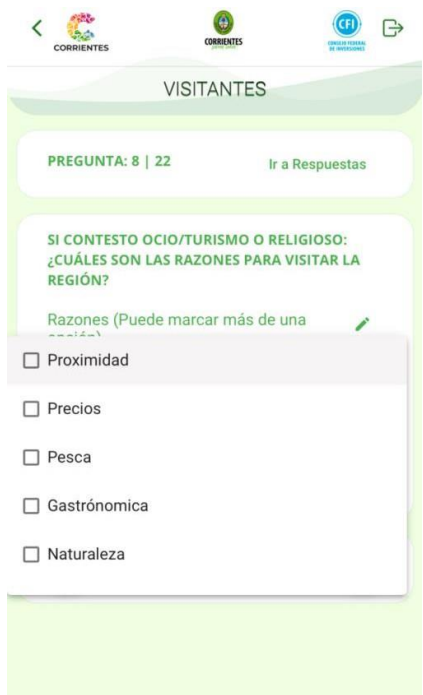 CORRIENTES
CORRIENTES
CFI
CONSEJO FEDERAL
DE INVERSIONES
VISITANTES
PREGUNTA: 8 | 22
Ir a Respuestas
SI CONTESTO OCIO/TURISMO O RELIGIOSO:
¿CUÁLES SON LAS RAZONES PARA VISITAR LA
REGIÓN?
Razones (Puede marcar más de una
opción)
Proximidad
Precios
Pesca
Gastrónomica
Naturaleza